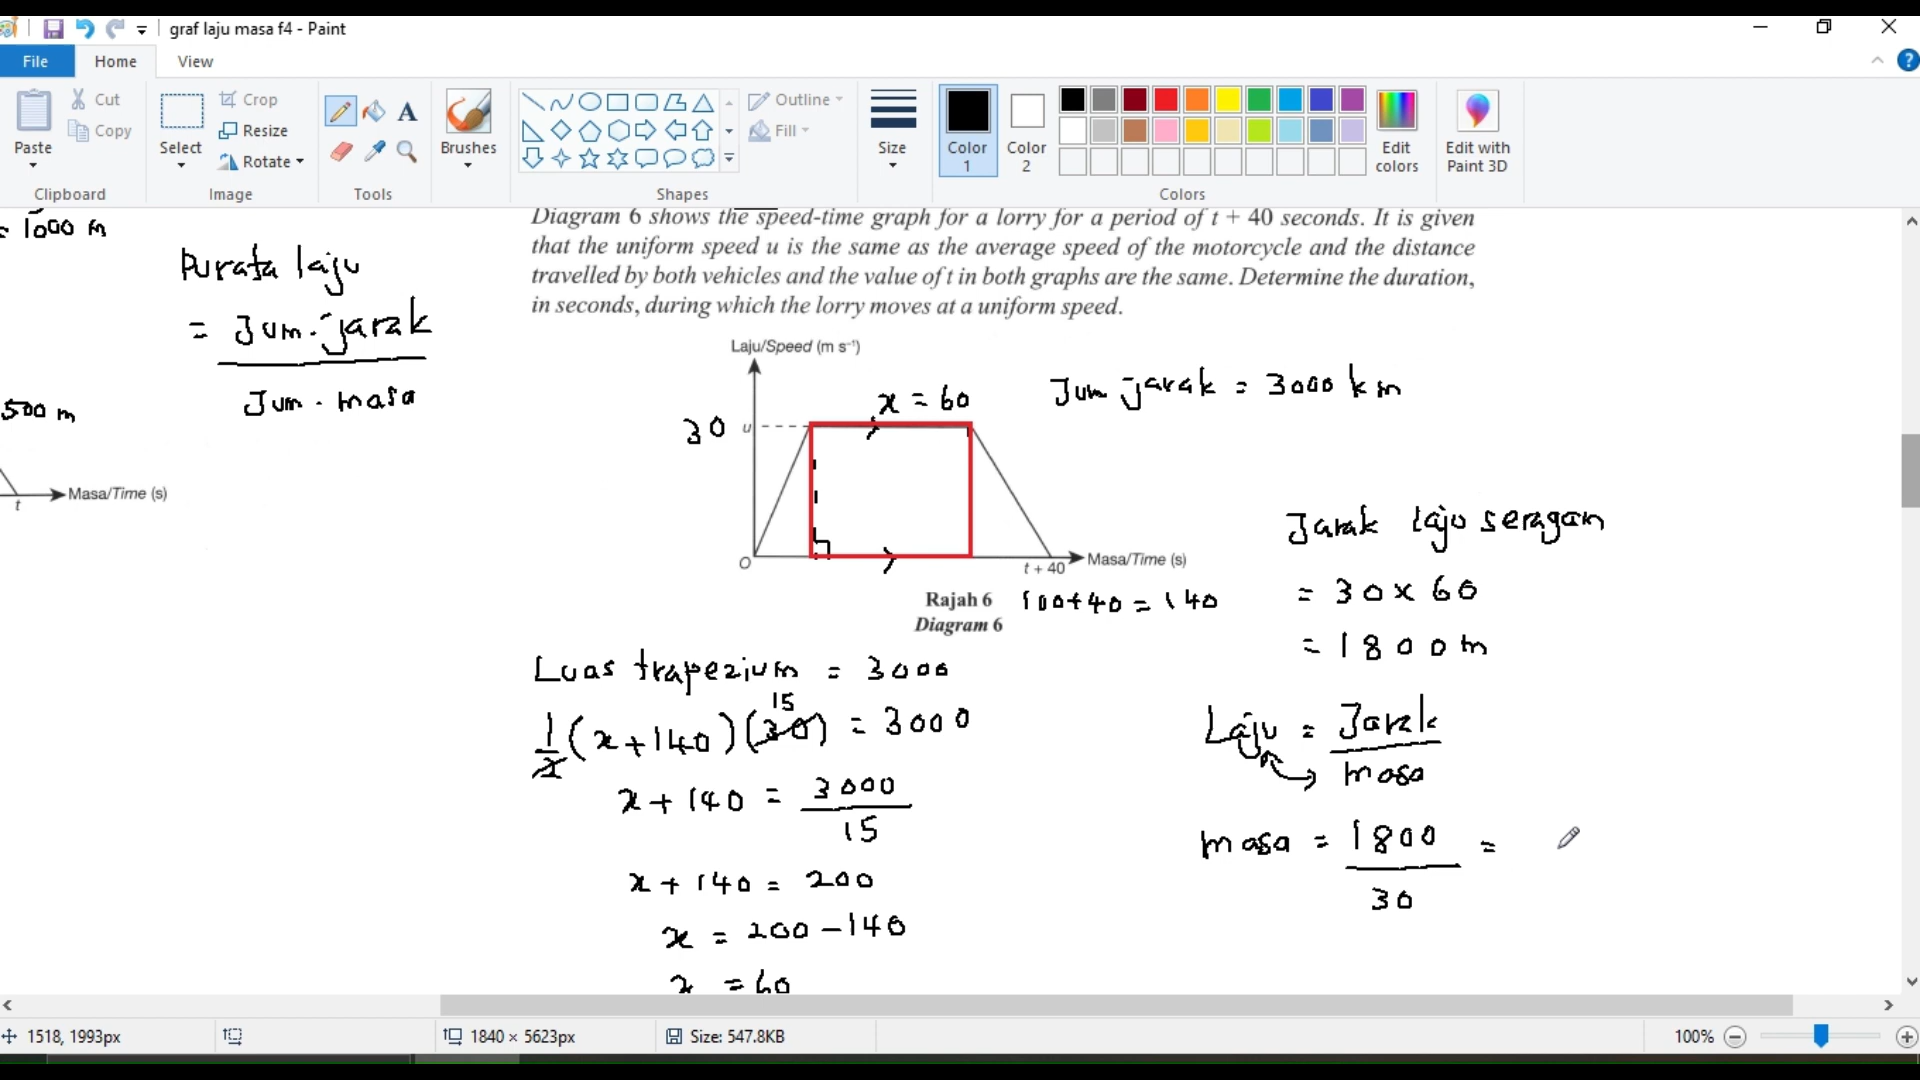 graf laju masa f4 - Paint
File
Home
View
Paste
Cut
Copy
Clipboard
Select
Crop
Resize
Rotate
Image
A
Tools
Brushes
Outline
Fill
Shapes
Size
Color 1
Color 2
Edit colors
Edit with Paint 3D
Colors
= 1000 m
Purata laju
= Jum. jarak
Jum. masa
500 m
t
Masa/Time (s)
Diagram 6 shows the speed-time graph for a lorry for a period of t + 40 seconds. It is given
that the uniform speed u is the same as the average speed of the motorcycle and the distance
travelled by both vehicles and the value of t in both graphs are the same. Determine the duration,
in seconds, during which the lorry moves at a uniform speed.
Laju/Speed (m s⁻¹)
x = 60
30 u
O
t + 40
Masa/Time (s)
Rajah 6
Diagram 6
100+40 = 140
Jum jarak = 3000 km
Luas trapezium = 3000
15
1/2 (x+140)(30) = 3000
x+140 = 3000/15
x + 140 = 200
x = 200 - 140
x = 60
Jarak laju seragam
= 30 x 60
= 1800 m
Laju = Jarak/masa
masa = 1800/30 =
1518, 1993px
1840 × 5623px
Size: 547.8KB
100%